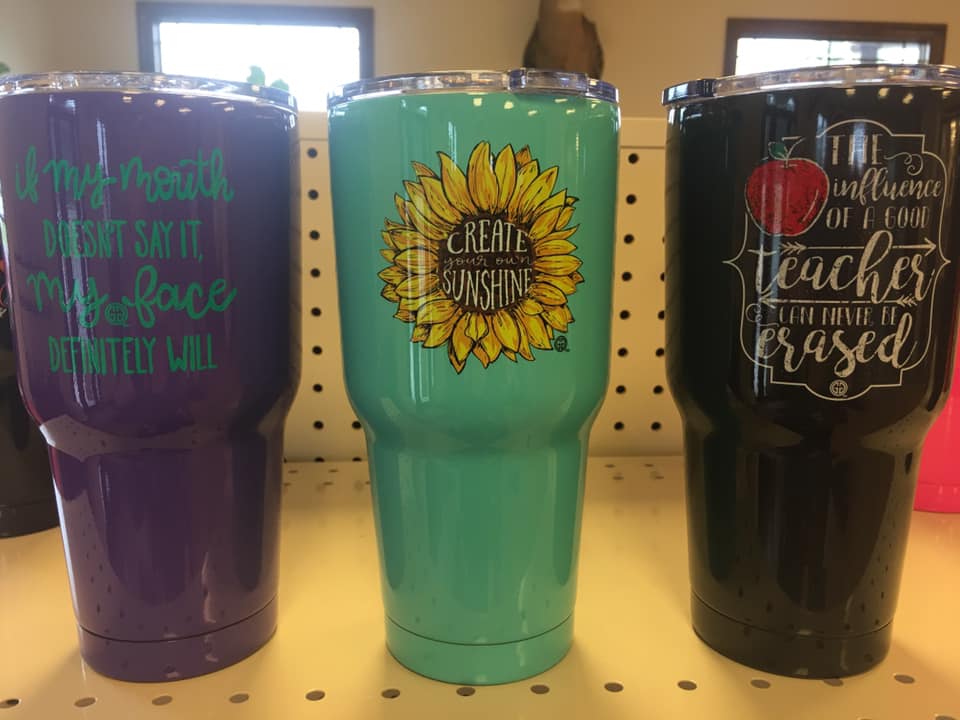 if my mouth
DOESN'T SAY IT,
my face
DEFINITELY WILL
CREATE
your own
SUNSHINE
THE
influence
OF A GOOD
teacher
CAN NEVER BE
erased